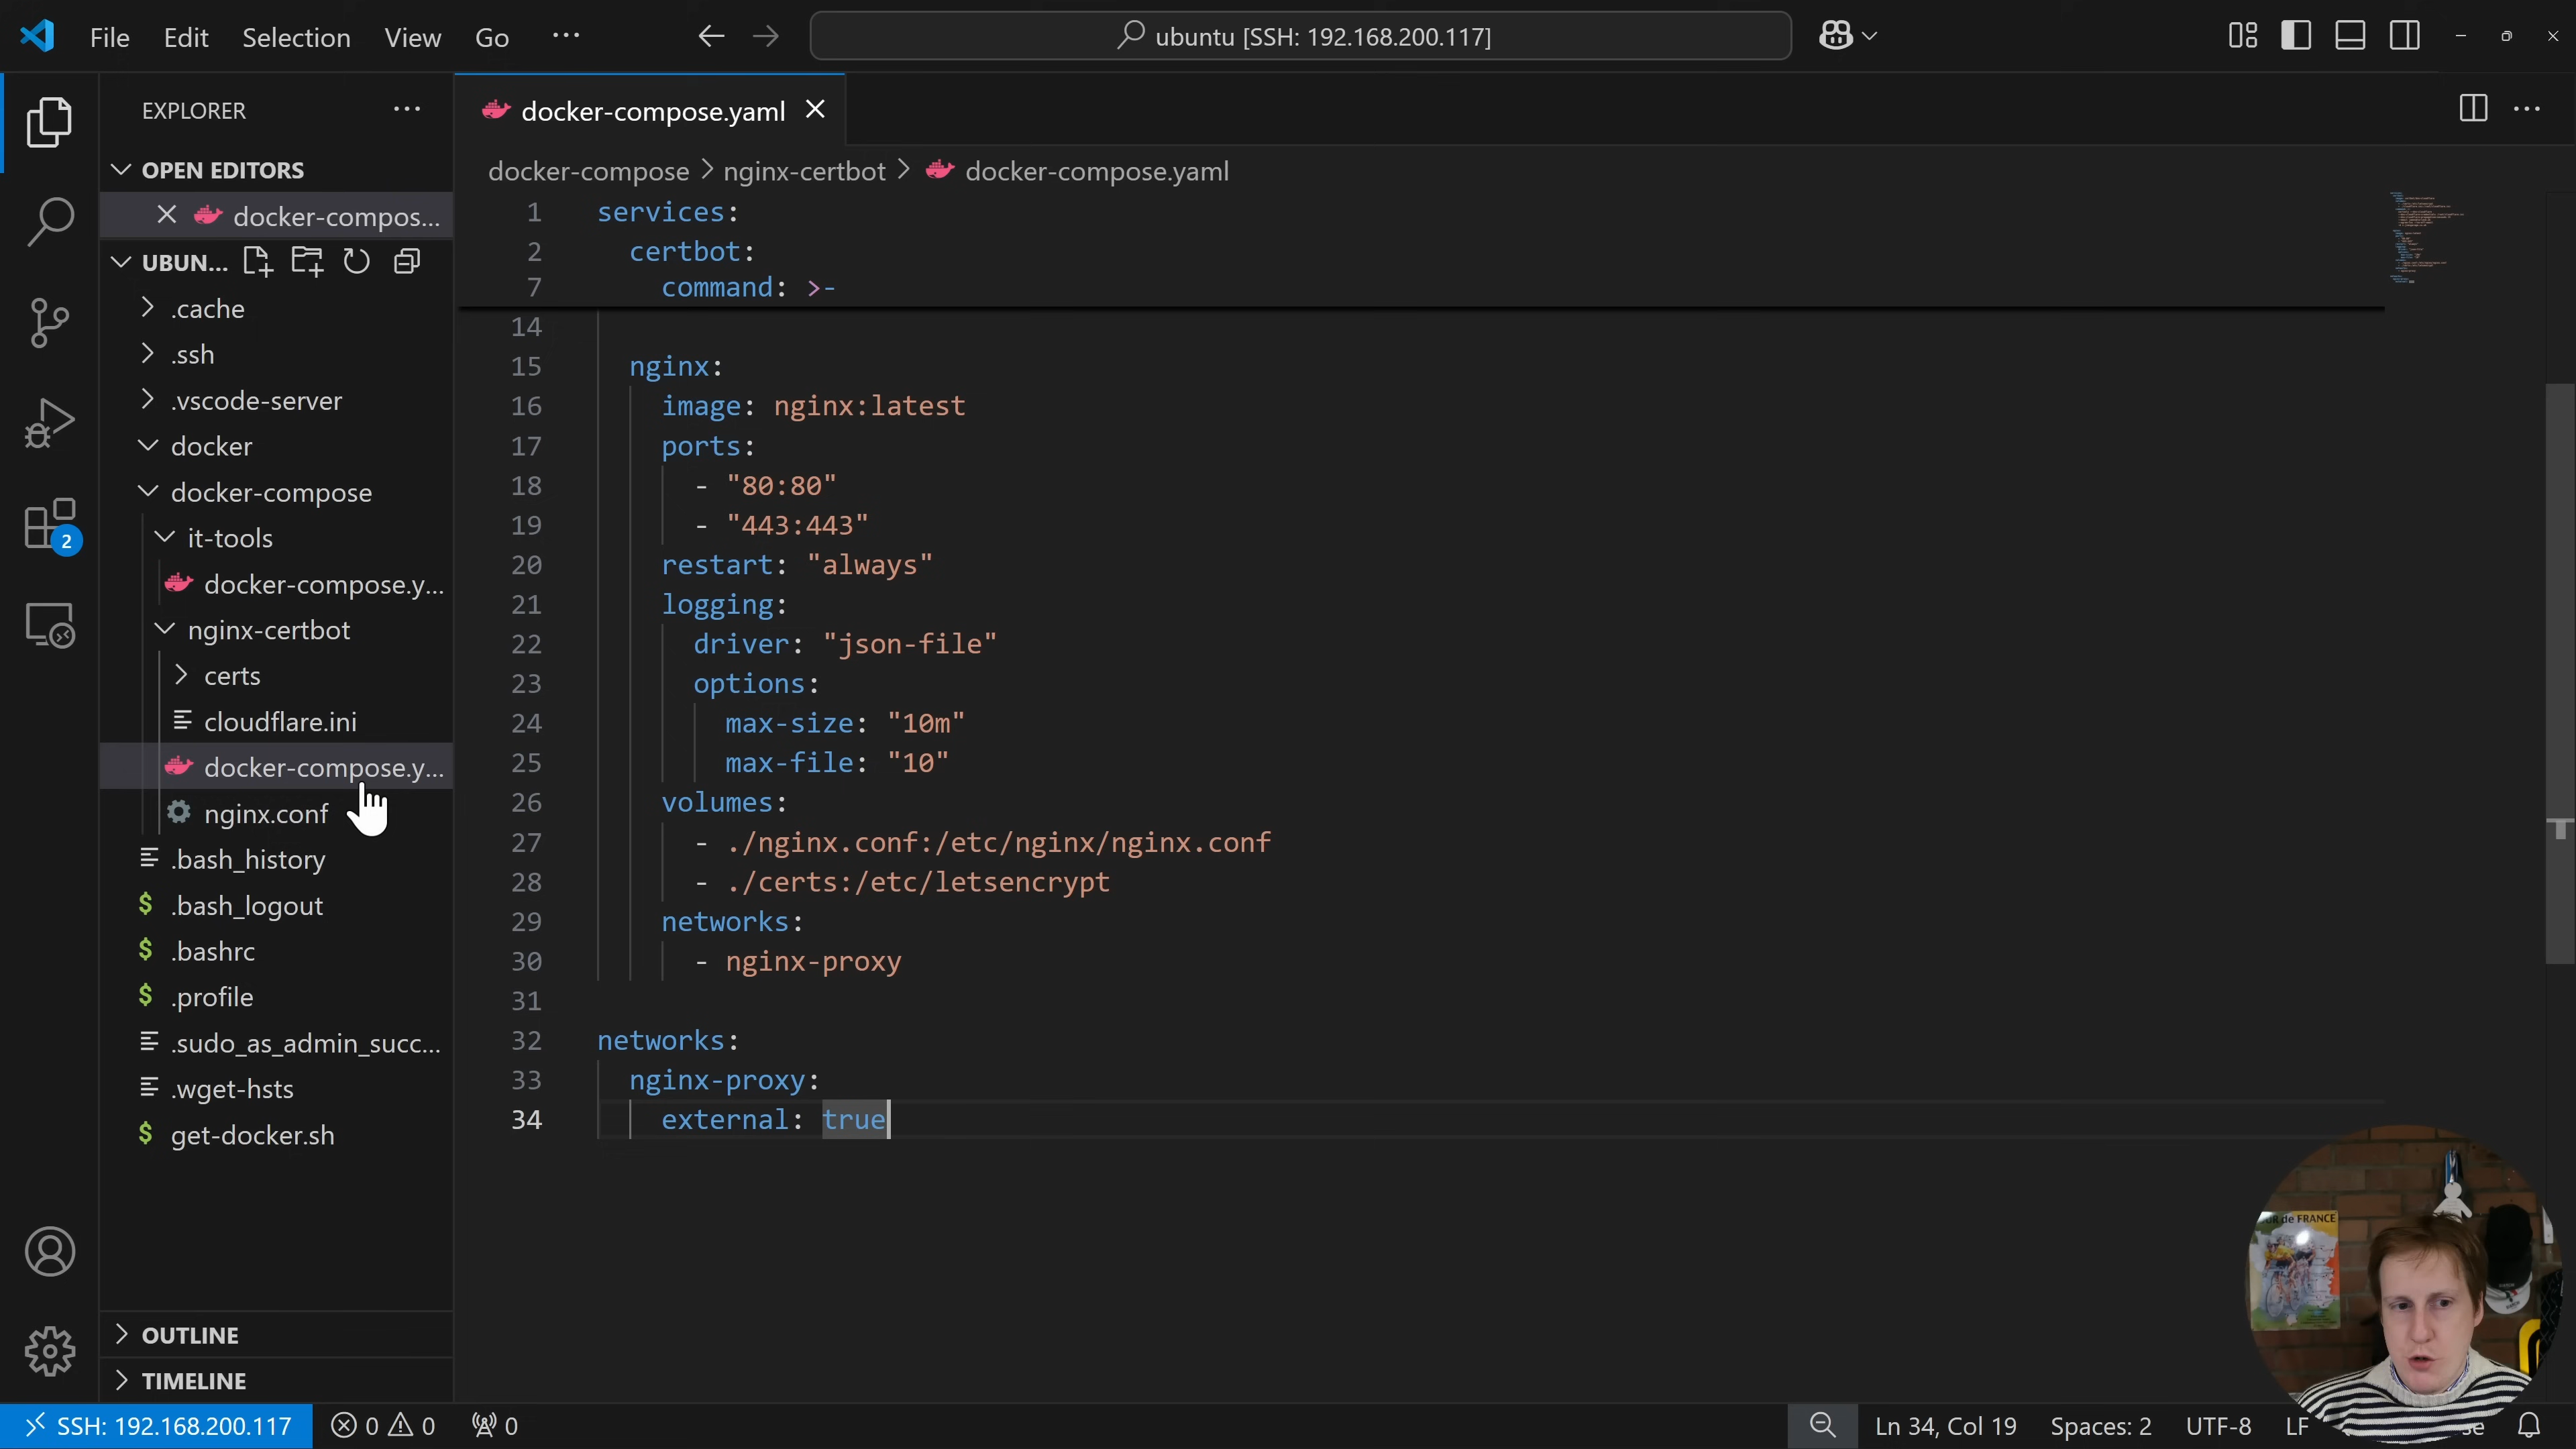 File Edit Selection View Go ... ubuntu [SSH: 192.168.200.117]
EXPLORER ...
OPEN EDITORS
docker-compos...
UBUN...
.cache
.ssh
.vscode-server
docker
docker-compose
it-tools
docker-compose.y...
nginx-certbot
certs
cloudflare.ini
docker-compose.y...
nginx.conf
.bash_history
.bash_logout
.bashrc
.profile
.sudo_as_admin_succ...
.wget-hsts
get-docker.sh
OUTLINE
TIMELINE
2
docker-compose.yaml
docker-compose > nginx-certbot > docker-compose.yaml
1 services:
2 certbot:
7 command: >-
14
15 nginx:
16 image: nginx:latest
17 ports:
18 - "80:80"
19 - "443:443"
20 restart: "always"
21 logging:
22 driver: "json-file"
23 options:
24 max-size: "10m"
25 max-file: "10"
26 volumes:
27 - ./nginx.conf:/etc/nginx/nginx.conf
28 - ./certs:/etc/letsencrypt
29 networks:
30 - nginx-proxy
31
32 networks:
33 nginx-proxy:
34 external: true
de FRANCE
SSH: 192.168.200.117 0 0 0 Ln 34, Col 19 Spaces: 2 UTF-8 LF